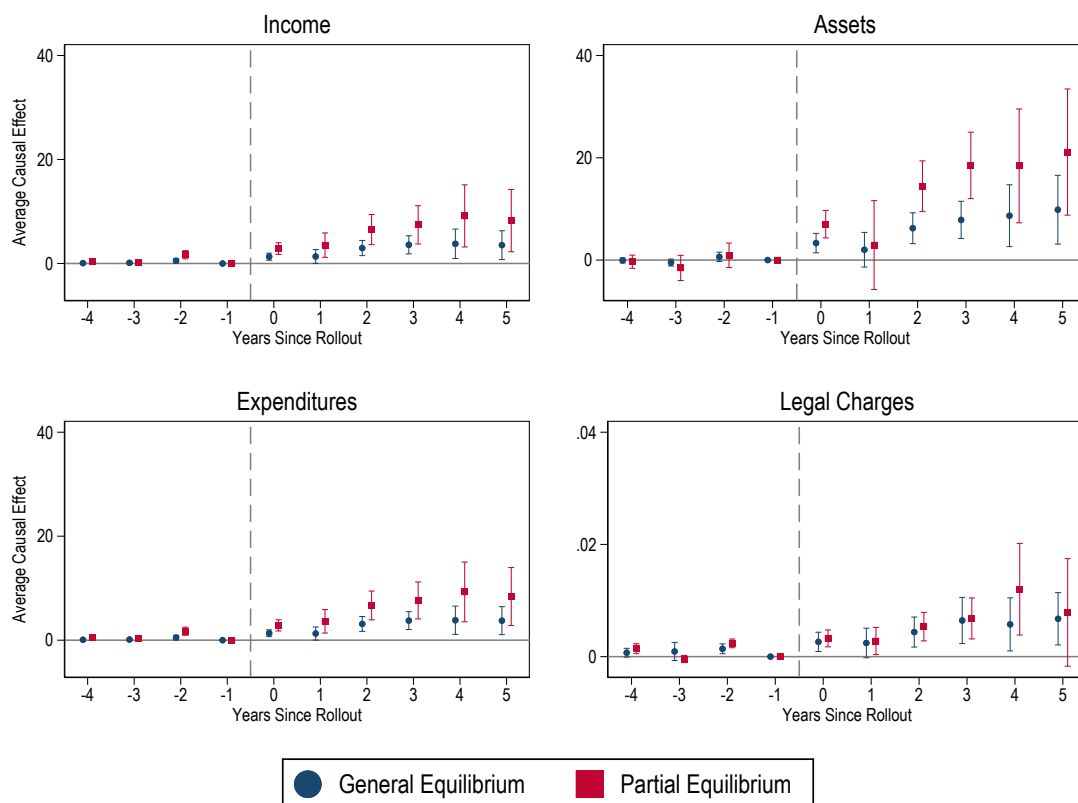 Income
Average Causal Effect
40
20
0
-4 -3 -2 -1 0 1 2 3 4 5
Years Since Rollout
Assets
40
20
0
-4 -3 -2 -1 0 1 2 3 4 5
Years Since Rollout
Expenditures
Average Causal Effect
40
20
0
-4 -3 -2 -1 0 1 2 3 4 5
Years Since Rollout
Legal Charges
.04
.02
0
-4 -3 -2 -1 0 1 2 3 4 5
Years Since Rollout
General Equilibrium Partial Equilibrium